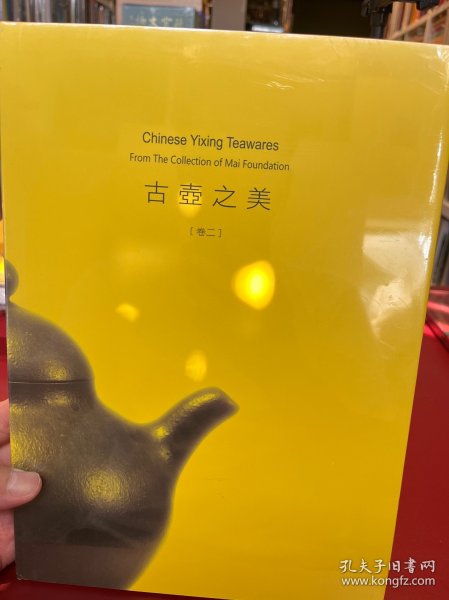 Chinese Yixing Teawares
From The Collection of Mai Foundation
古壺之美
[卷二]
孔夫子旧书网
www.kongfz.com